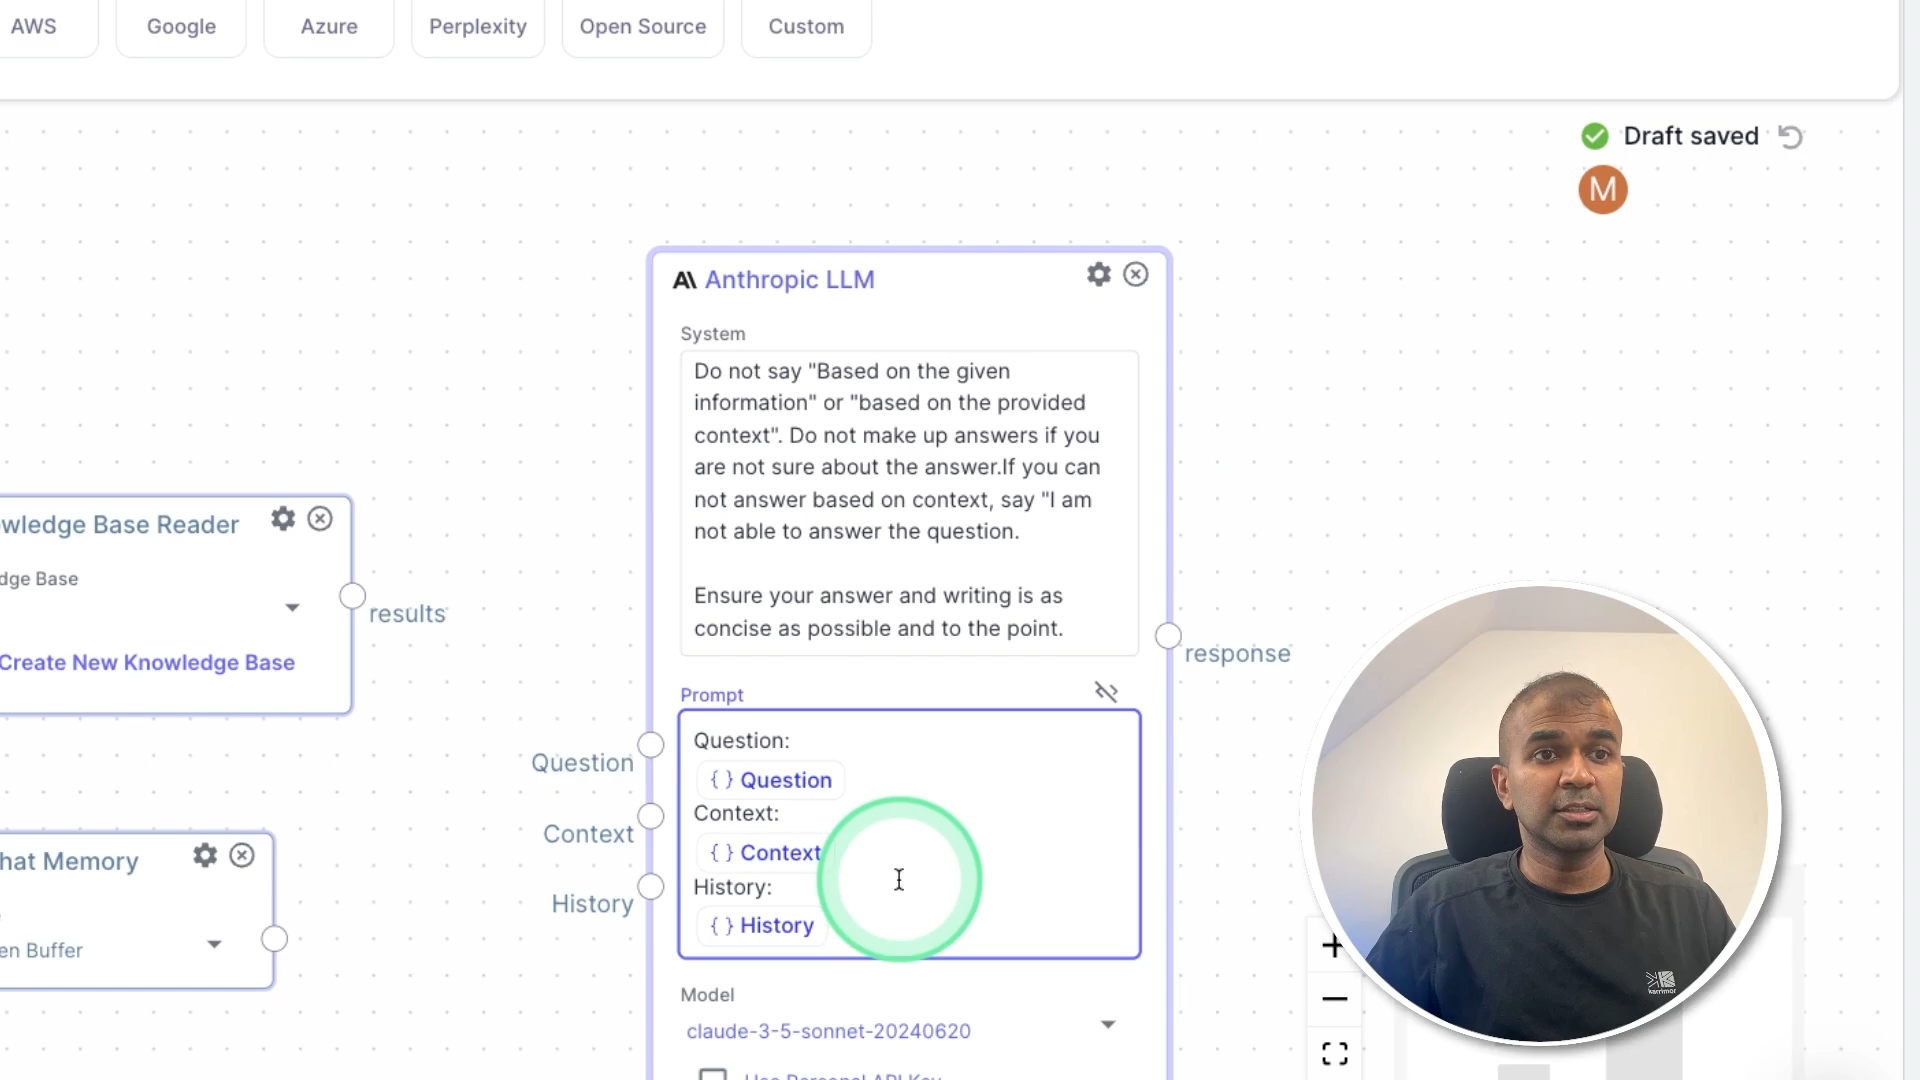 AWS
Google
Azure
Perplexity
Open Source
Custom
Draft saved
M
Anthropic LLM
System
Do not say "Based on the given
information" or "based on the provided
context". Do not make up answers if you
are not sure about the answer.If you can
not answer based on context, say "I am
not able to answer the question.
Ensure your answer and writing is as
concise as possible and to the point.
wledge Base Reader
dge Base
results
Create New Knowledge Base
response
Prompt
Question:
{ } Question
Question
Context:
{ } Context
Context
History:
{ } History
History
hat Memory
en Buffer
Model
claude-3-5-sonnet-20240620
Use Personal API Key
karrimor